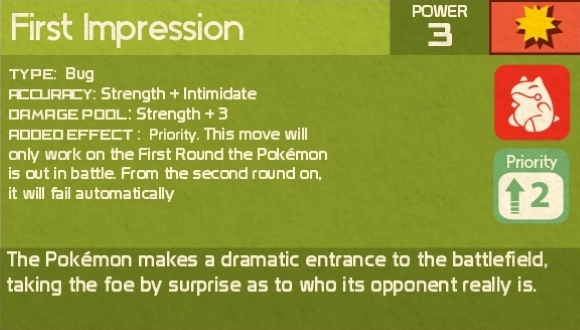 First Impression
POWER
3
TYPE: Bug
ACCURACY: Strength + Intimidate
DAMAGE POOL: Strength + 3
ADDED EFFECT : Priority. This move will
only work on the First Round the Pokémon
is out in battle. From the second round on,
it will fail automatically
Priority
2
The Pokémon makes a dramatic entrance to the battlefield,
taking the foe by surprise as to who its opponent really is.